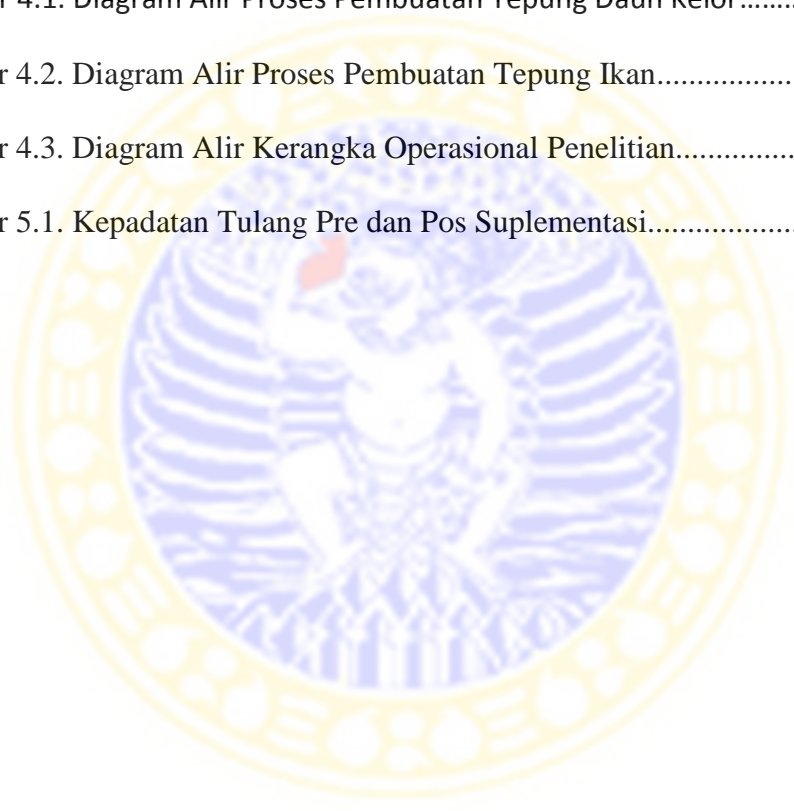 r 4.1. Diagram Alir Proses Pembuatan Tepung Daun Kelor........
r 4.2. Diagram Alir Proses Pembuatan Tepung Ikan.................
r 4.3. Diagram Alir Kerangka Operasional Penelitian...............
r 5.1. Kepadatan Tulang Pre dan Pos Suplementasi..................